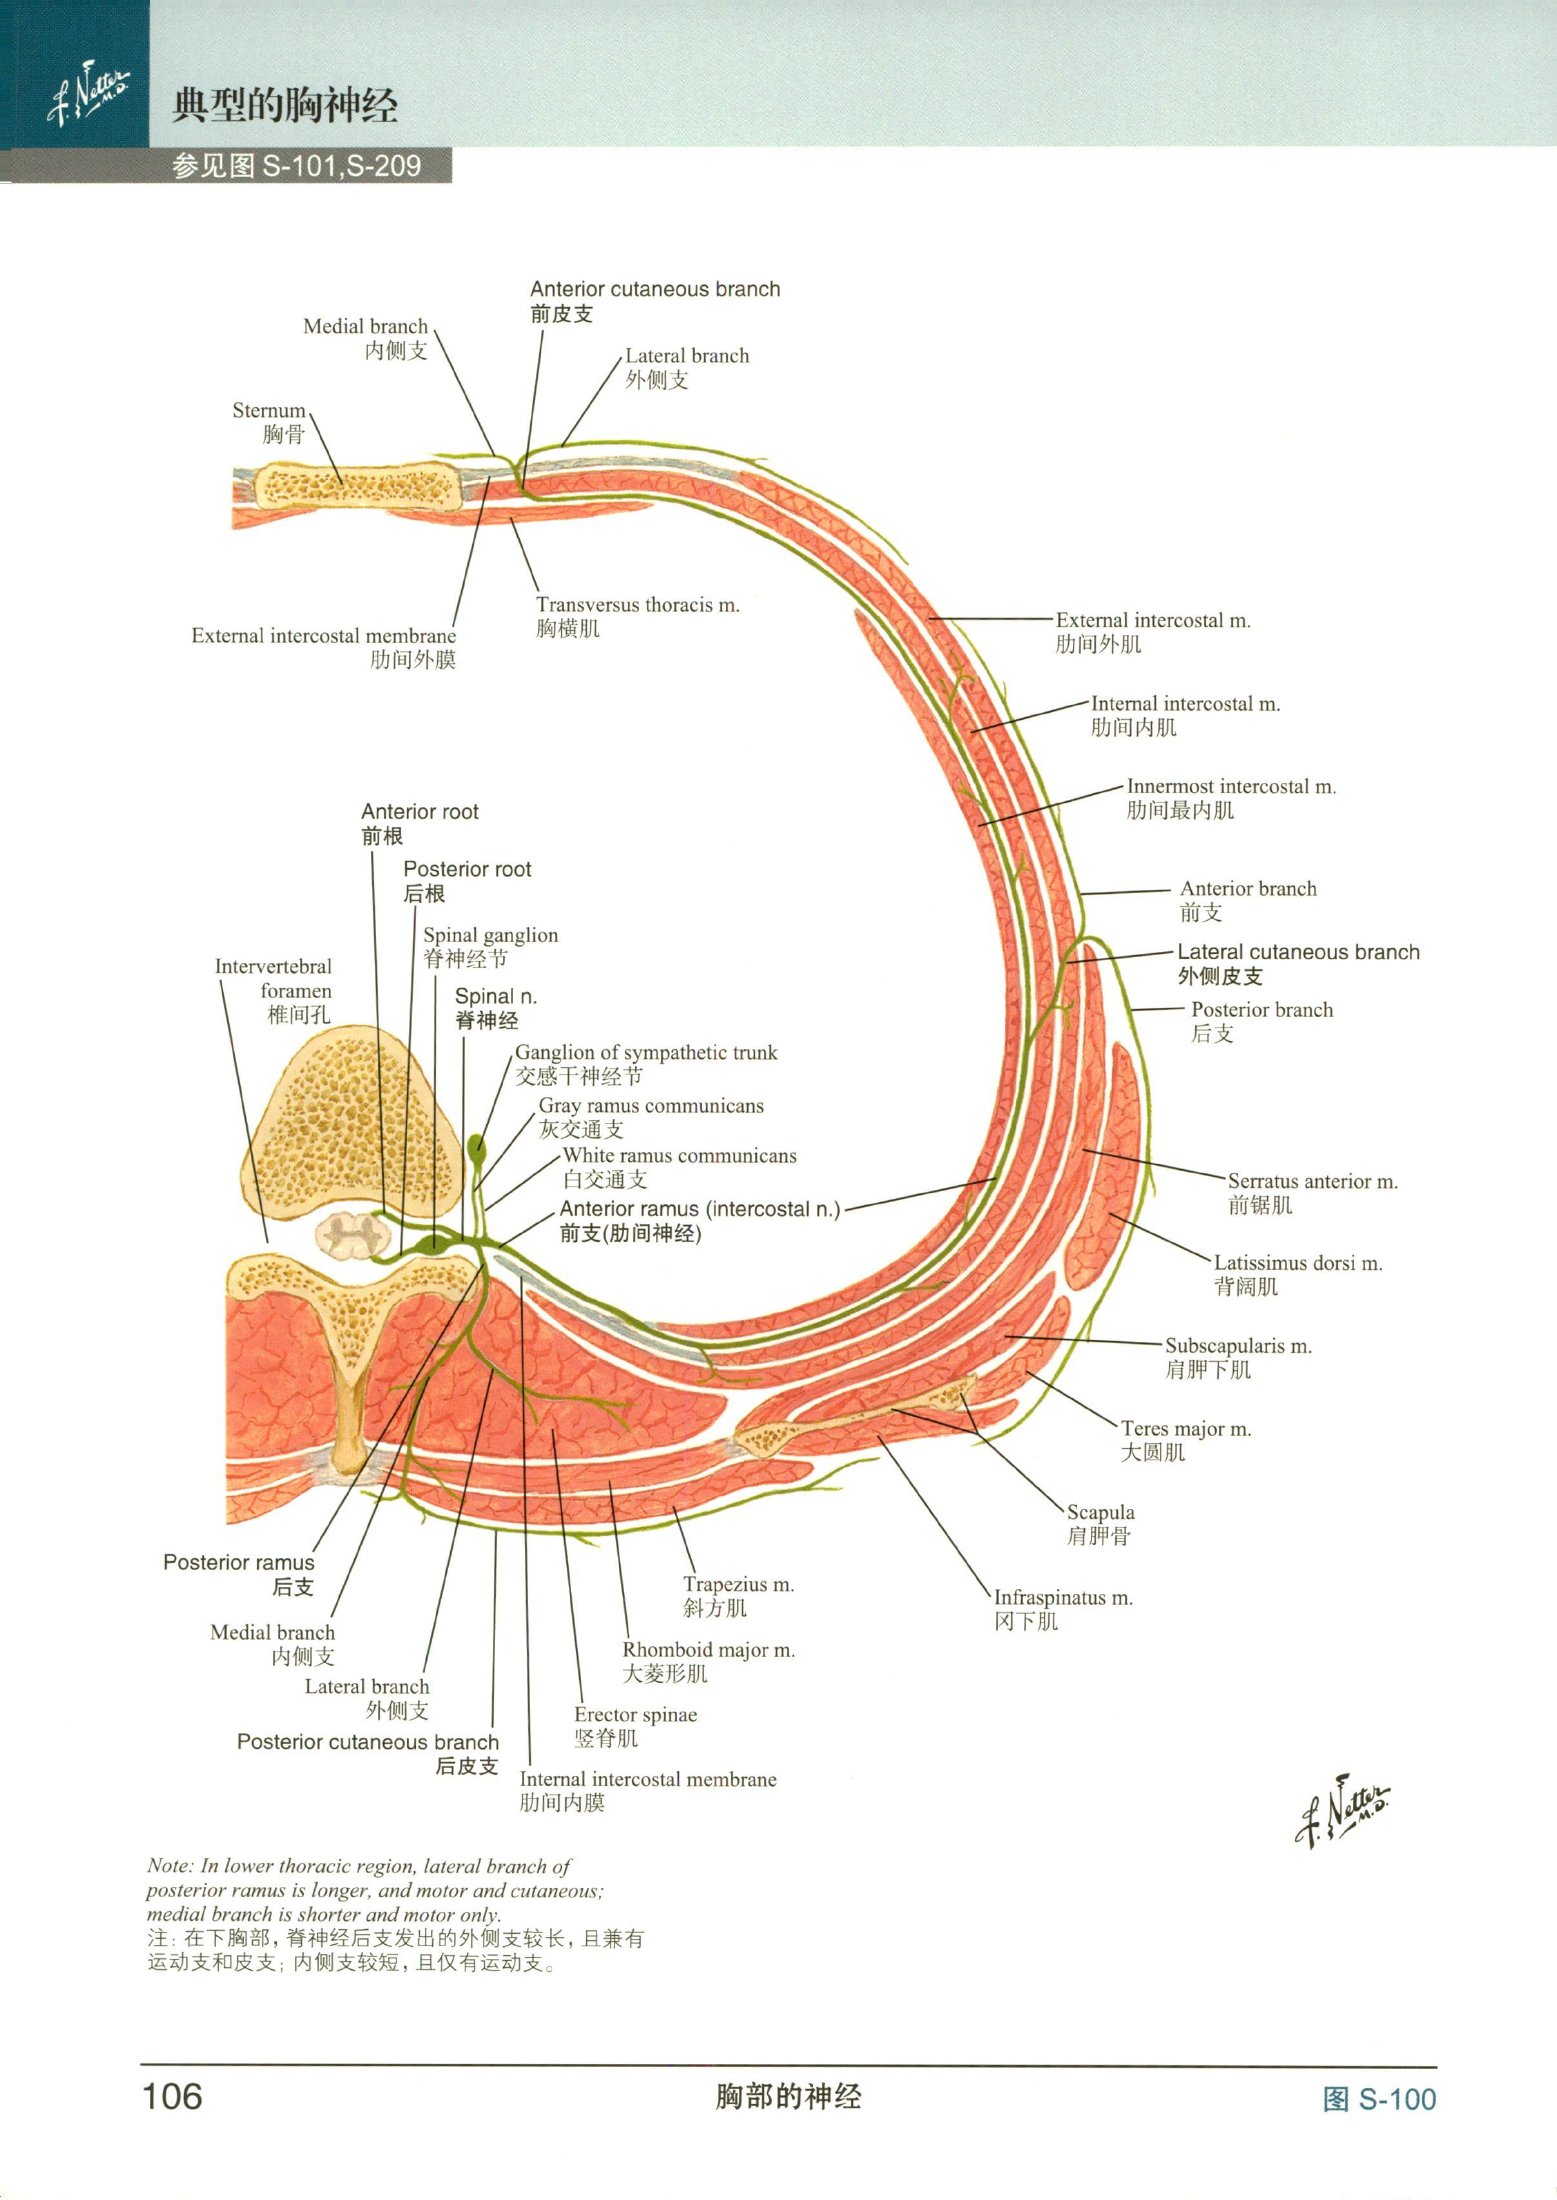 F. Netter M.D.
典型的胸神经
参见图 S-101,S-209
Anterior cutaneous branch
前皮支
Medial branch
内侧支
Lateral branch
外侧支
Sternum
胸骨
Transversus thoracis m.
胸横肌
External intercostal membrane
肋间外膜
External intercostal m.
肋间外肌
Internal intercostal m.
肋间内肌
Innermost intercostal m.
肋间最内肌
Anterior root
前根
Posterior root
后根
Spinal ganglion
脊神经节
Intervertebral
foramen
椎间孔
Spinal n.
脊神经
Anterior branch
前支
Lateral cutaneous branch
外侧皮支
Posterior branch
后支
Ganglion of sympathetic trunk
交感干神经节
Gray ramus communicans
灰交通支
White ramus communicans
白交通支
Anterior ramus (intercostal n.)
前支(肋间神经)
Serratus anterior m.
前锯肌
Latissimus dorsi m.
背阔肌
Subscapularis m.
肩胛下肌
Teres major m.
大圆肌
Scapula
肩胛骨
Infraspinatus m.
冈下肌
Posterior ramus
后支
Trapezius m.
斜方肌
Medial branch
内侧支
Rhomboid major m.
大菱形肌
Lateral branch
外侧支
Erector spinae
竖脊肌
Posterior cutaneous branch
后皮支
Internal intercostal membrane
肋间内膜
F. Netter M.D.
Note: In lower thoracic region, lateral branch of
posterior ramus is longer, and motor and cutaneous;
medial branch is shorter and motor only.
注: 在下胸部, 脊神经后支发出的外侧支较长, 且兼有
运动支和皮支; 内侧支较短, 且仅有运动支。
106
胸部的神经
图 S-100